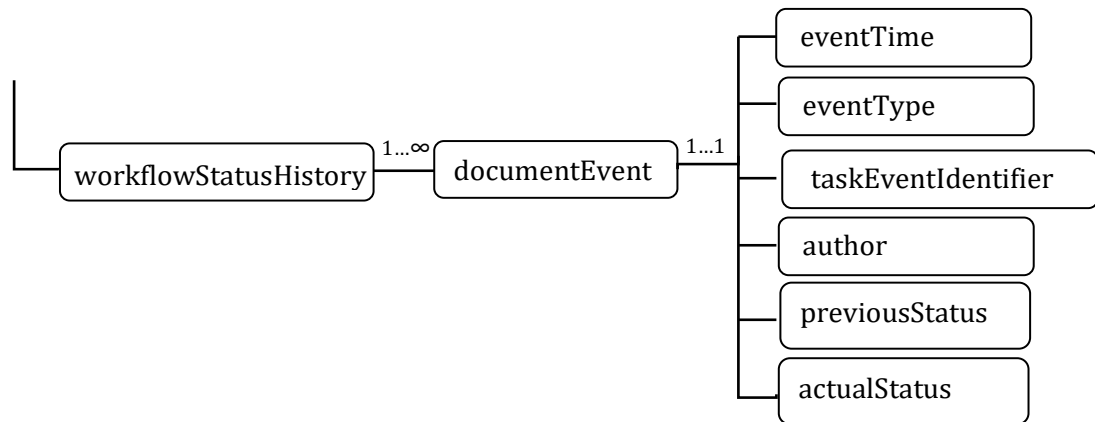 eventTime
eventType
workflowStatusHistory
1...∞
documentEvent
1...1
taskEventIdentifier
author
previousStatus
actualStatus